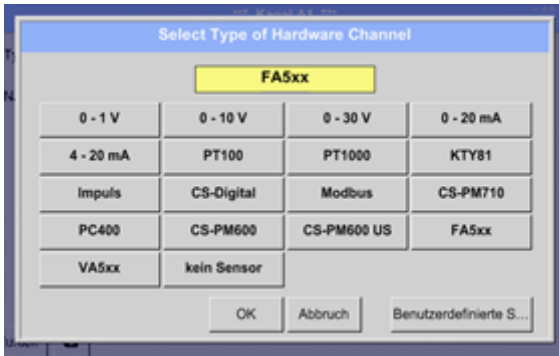 *** Kanal A1 ***
Select Type of Hardware Channel
FA5xx
0 - 1 V 0 - 10 V 0 - 30 V 0 - 20 mA
4 - 20 mA PT100 PT1000 KTY81
Impuls CS-Digital Modbus CS-PM710
PC400 CS-PM600 CS-PM600 US FA5xx
VA5xx kein Sensor
OK Abbruch Benutzerdefinierte S...